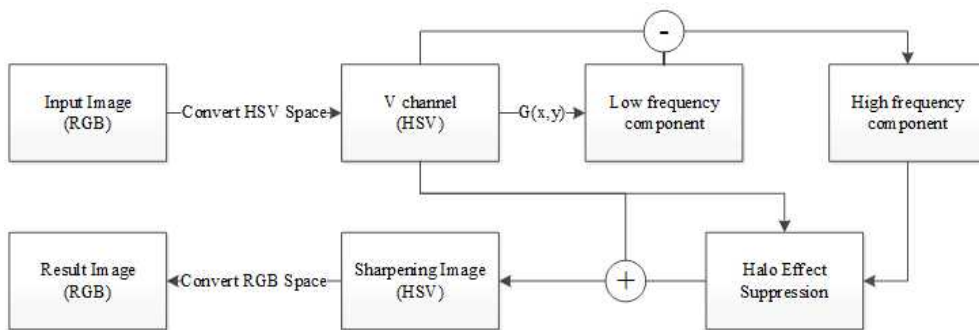 -
Input Image
(RGB)
Convert HSV Space
V channel
(HSV)
G(x,y)
Low frequency
component
High frequency
component
Result Image
(RGB)
Convert RGB Space
Sharpening Image
(HSV)
+
Halo Effect
Suppression